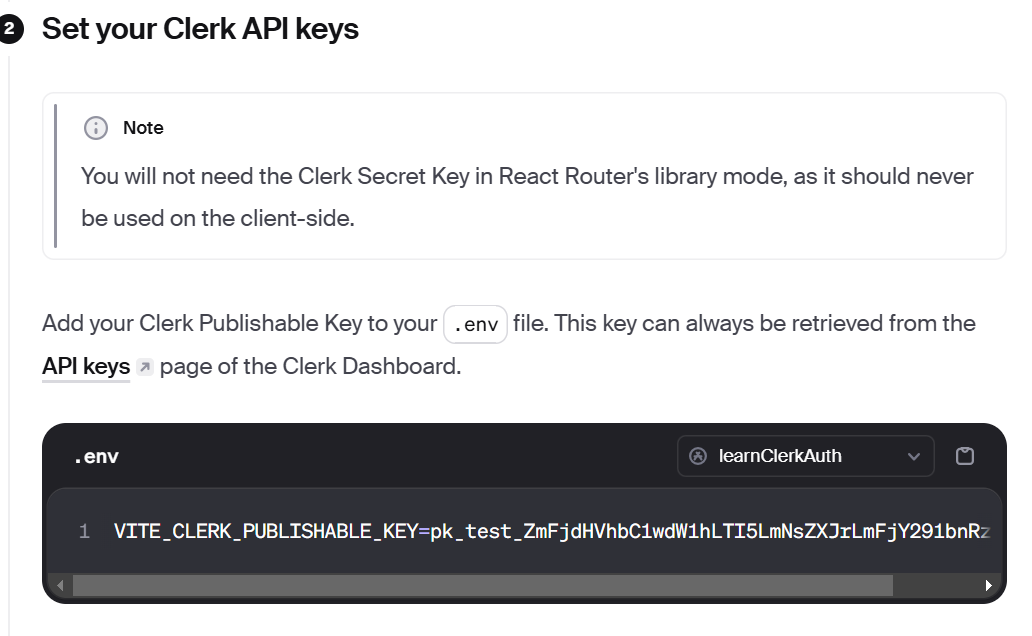 2 Set your Clerk API keys
Note
You will not need the Clerk Secret Key in React Router's library mode, as it should never
be used on the client-side.
Add your Clerk Publishable Key to your .env file. This key can always be retrieved from the
API keys page of the Clerk Dashboard.
.env learnClerkAuth
1 VITE_CLERK_PUBLISHABLE_KEY=pk_test_ZmFjdHVhbC1wdW1hLTI5LmNsZXJrLmFjY291bnRz